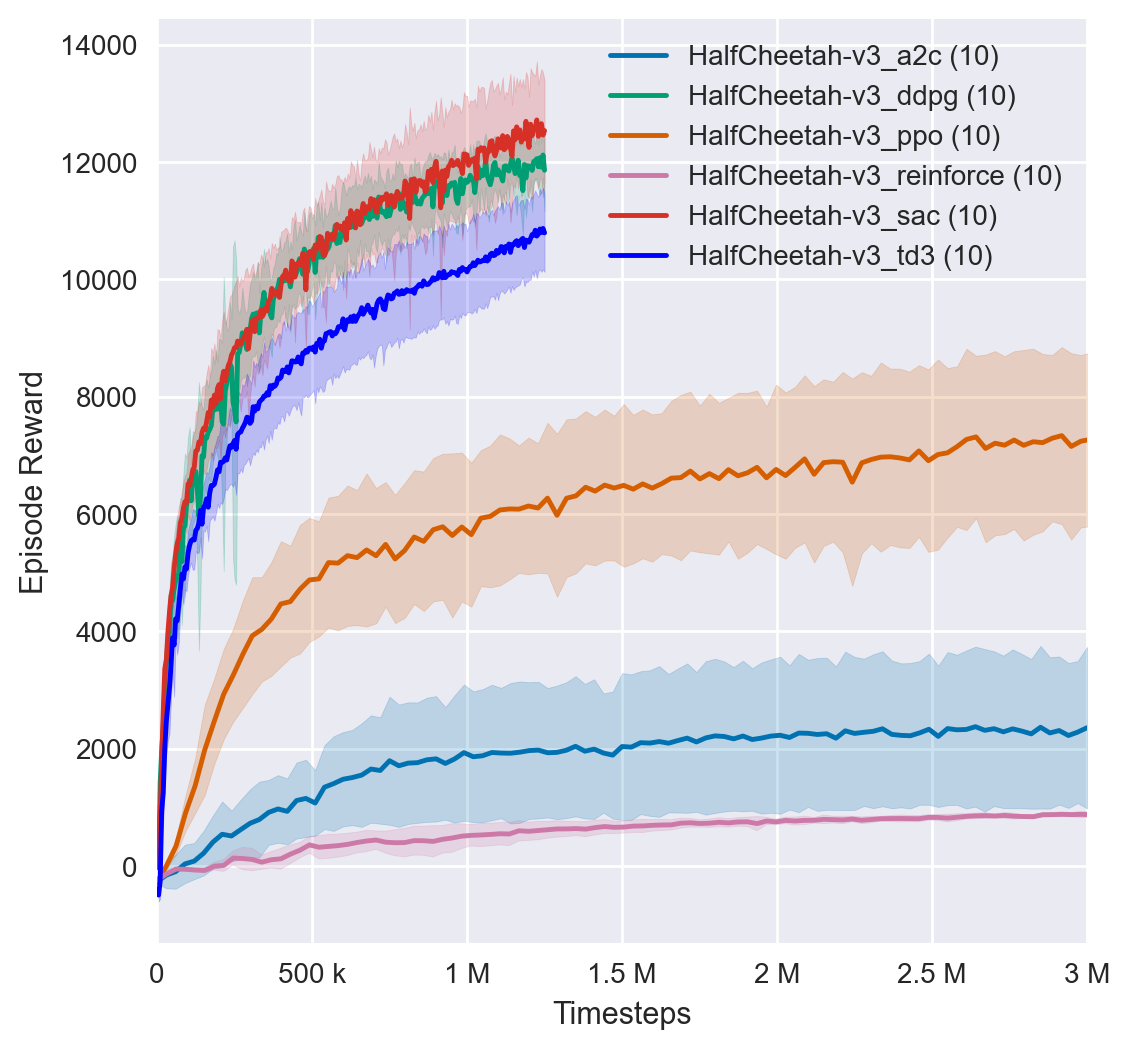 14000
12000
10000
8000
6000
4000
2000
0
Episode Reward
HalfCheetah-v3_a2c (10)
HalfCheetah-v3_ddpg (10)
HalfCheetah-v3_ppo (10)
HalfCheetah-v3_reinforce (10)
HalfCheetah-v3_sac (10)
HalfCheetah-v3_td3 (10)
0 500 k 1 M 1.5 M 2 M 2.5 M 3 M
Timesteps